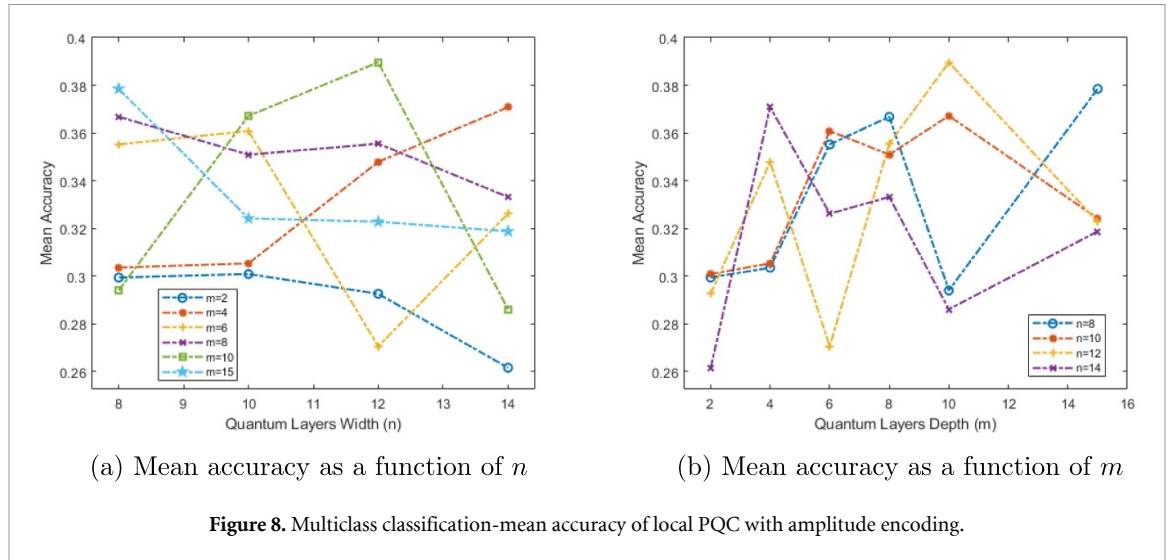 0.4
0.38
0.36
0.34
0.32
0.3
0.28
0.26
Mean Accuracy
8 9 10 11 12 13 14
Quantum Layers Width (n)
m=2
m=4
m=6
m=8
m=10
m=15
(a) Mean accuracy as a function of n
0.4
0.38
0.36
0.34
0.32
0.3
0.28
0.26
Mean Accuracy
2 4 6 8 10 12 14 16
Quantum Layers Depth (m)
n=8
n=10
n=12
n=14
(b) Mean accuracy as a function of m
Figure 8. Multiclass classification-mean accuracy of local PQC with amplitude encoding.